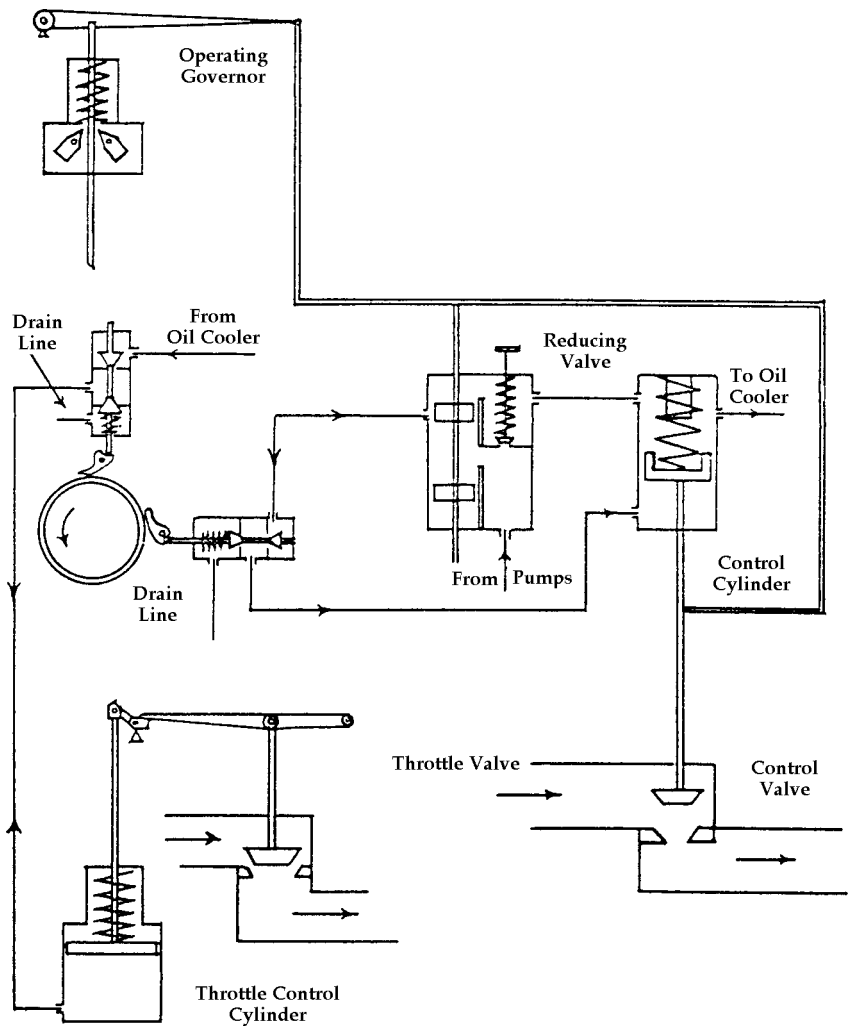 Operating
Governor
From
Oil Cooler
Drain
Line
Reducing
Valve
To Oil
Cooler
From Pumps
Control
Cylinder
Drain
Line
Throttle Valve
Control
Valve
Throttle Control
Cylinder